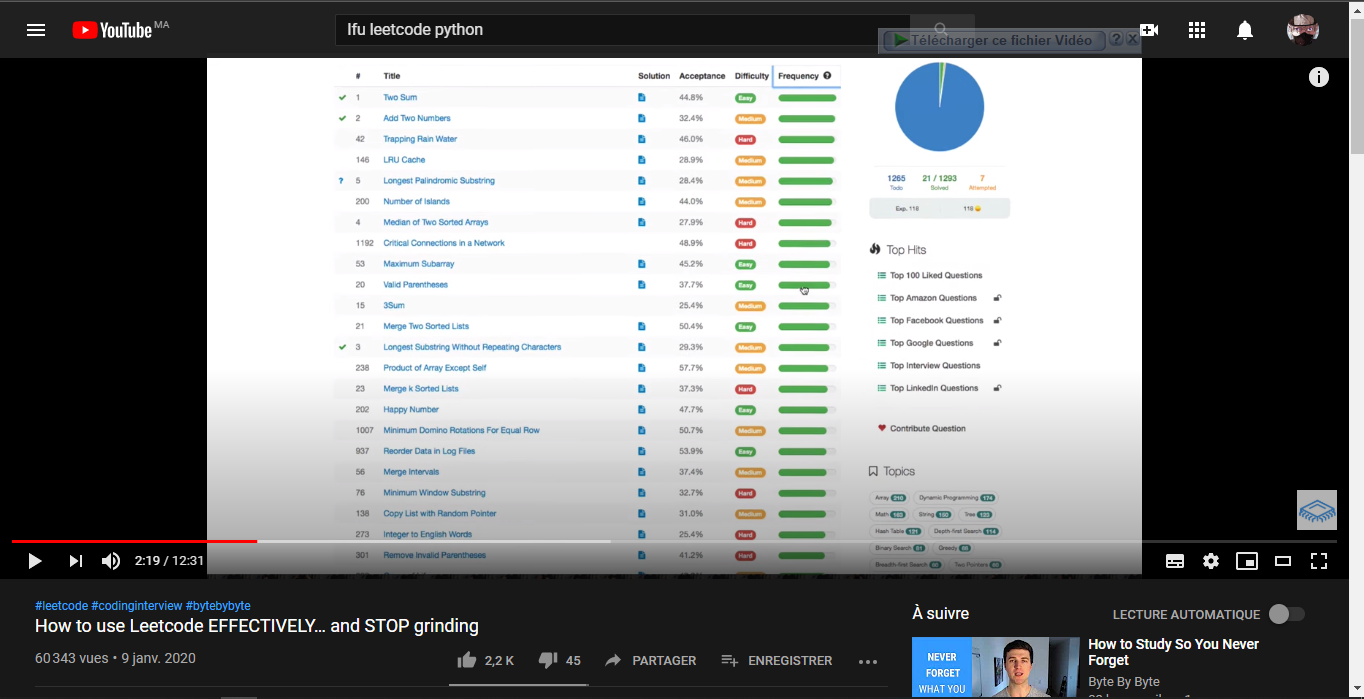 YouTube MA
lfu leetcode python
Télécharger ce fichier Vidéo ? X
# Title Solution Acceptance Difficulty Frequency ?
1 Two Sum 44.8% Easy
2 Add Two Numbers 32.4% Medium
42 Trapping Rain Water 46.0% Hard
146 LRU Cache 28.9% Medium
? 5 Longest Palindromic Substring 28.4% Medium
200 Number of Islands 44.0% Medium
4 Median of Two Sorted Arrays 27.9% Hard
1192 Critical Connections in a Network 48.9% Hard
53 Maximum Subarray 45.2% Easy
20 Valid Parentheses 37.7% Easy
15 3Sum 25.4% Medium
21 Merge Two Sorted Lists 50.4% Easy
3 Longest Substring Without Repeating Characters 29.3% Medium
238 Product of Array Except Self 57.7% Medium
23 Merge k Sorted Lists 37.3% Hard
202 Happy Number 47.7% Easy
1007 Minimum Domino Rotations For Equal Row 50.7% Medium
937 Reorder Data in Log Files 53.9% Easy
56 Merge Intervals 37.4% Medium
76 Minimum Window Substring 32.7% Hard
138 Copy List with Random Pointer 31.0% Medium
273 Integer to English Words 25.4% Hard
301 Remove Invalid Parentheses 41.2% Hard
1265 21 / 1293 7
Todo Solved Attempted
Exp. 116 116
Top Hits
Top 100 Liked Questions
Top Amazon Questions
Top Facebook Questions
Top Google Questions
Top Interview Questions
Top LinkedIn Questions
Contribute Question
Topics
Array 210 Dynamic Programming 174
Math 160 String 150 Tree 122
Hash Table 121 Depth-first Search 114
Binary Search Greedy
Breadth-first Search Two Pointers
2:19 / 12:31
#leetcode #codinginterview #bytebybyte
How to use Leetcode EFFECTIVELY... and STOP grinding
60 343 vues • 9 janv. 2020
2,2 K 45 PARTAGER ENREGISTRER
À suivre LECTURE AUTOMATIQUE
NEVER
FORGET
WHAT YOU
How to Study So You Never
Forget
Byte By Byte